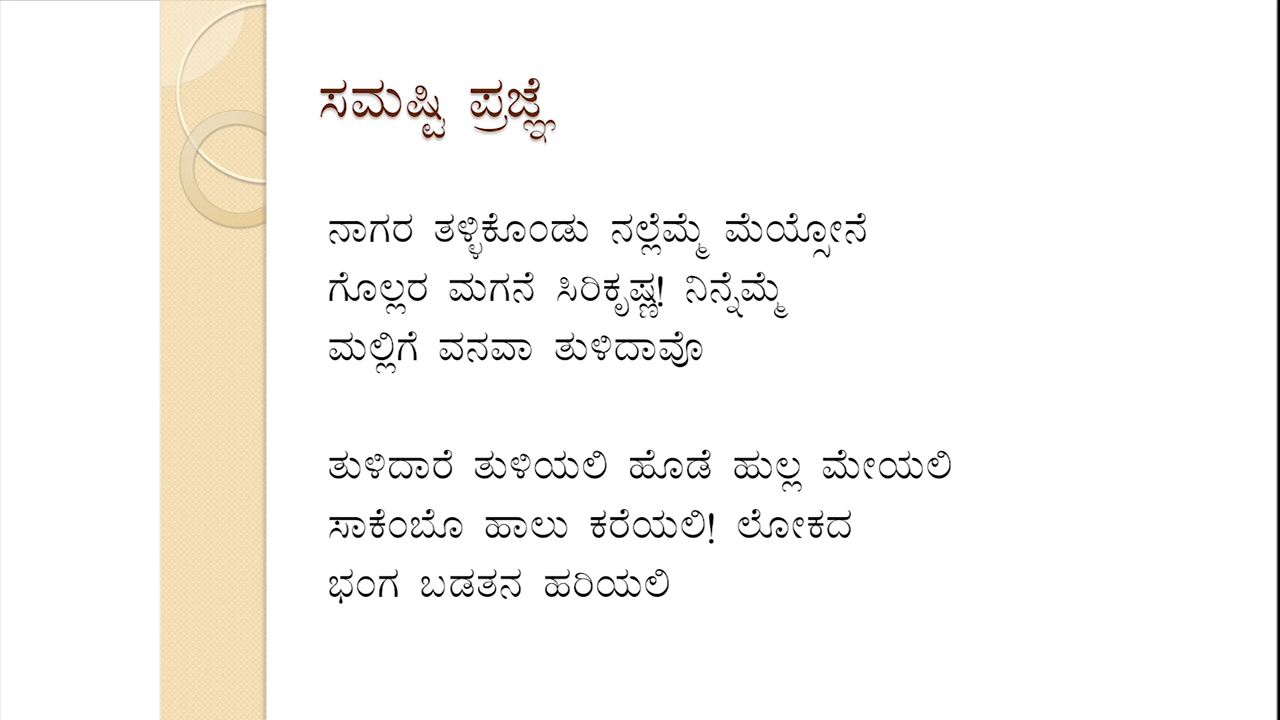 ಸಮಷ್ಟಿ ಪ್ರಜ್ಞೆ
ನಾಗರ ತಳ್ಳಿಕೊಂಡು ನಲ್ಲೆಮ್ಮೆ ಮೆಯ್ಸೋನೆ
ಗೊಲ್ಲರ ಮಗನೆ ಸಿರಿಕೃಷ್ಣ! ನಿನ್ನೆಮ್ಮೆ
ಮಲ್ಲಿಗೆ ವನವಾ ತುಳಿದಾವೊ
ತುಳಿದಾರೆ ತುಳಿಯಲಿ ಹೊಡೆ ಹುಲ್ಲ ಮೇಯಲಿ
ಸಾಕೆಂಬೊ ಹಾಲು ಕರೆಯಲಿ! ಲೋಕದ
ಭಂಗ ಬಡತನ ಹರಿಯಲಿ